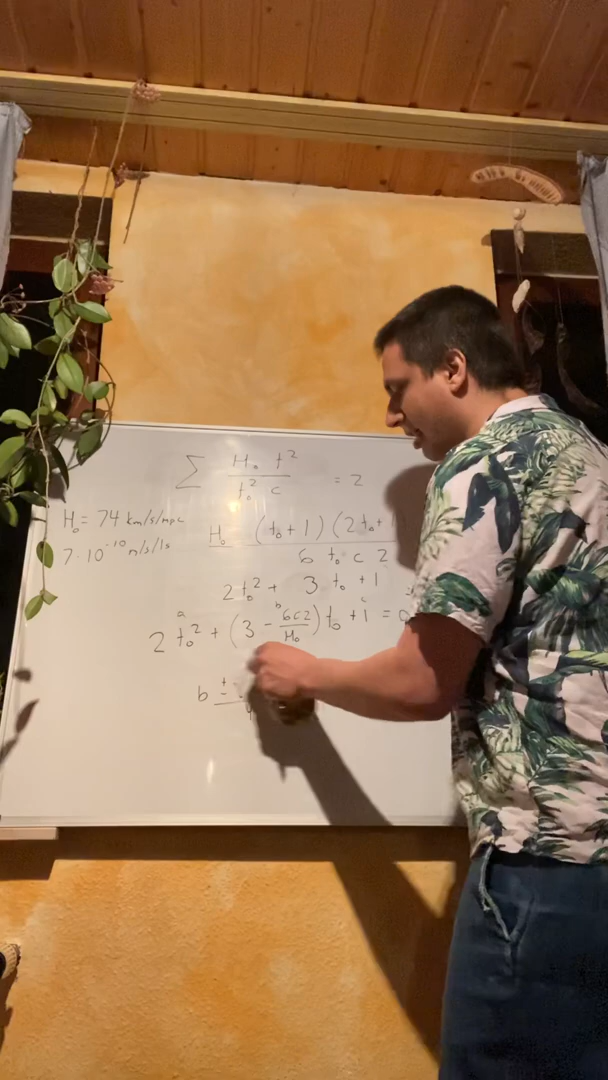 Σ H₀ t² / t₀² c = 2
H₀ = 74 km/s/mpc
7·10⁻¹⁰ m/s/ls
H₀ (t₀+1)(2t₀+1 / 6 t₀ c 2
2t₀² + 3 t₀ + 1
a b c
2 t₀² + (3 - 6c2/H₀) t₀ + 1 = 0
b ±